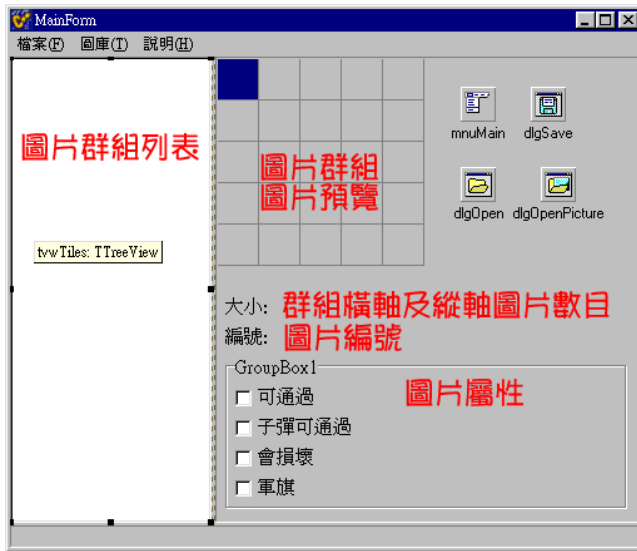 MainForm
檔案(F) 圖庫(T) 說明(H)
圖片群組列表
tvwTiles: TTreeView
圖片群組
圖片預覽
mnuMain dlgSave
dlgOpen dlgOpenPicture
大小: 群組橫軸及縱軸圖片數目
編號: 圖片編號
GroupBox1
圖片屬性
可通過
子彈可通過
會損壞
軍旗